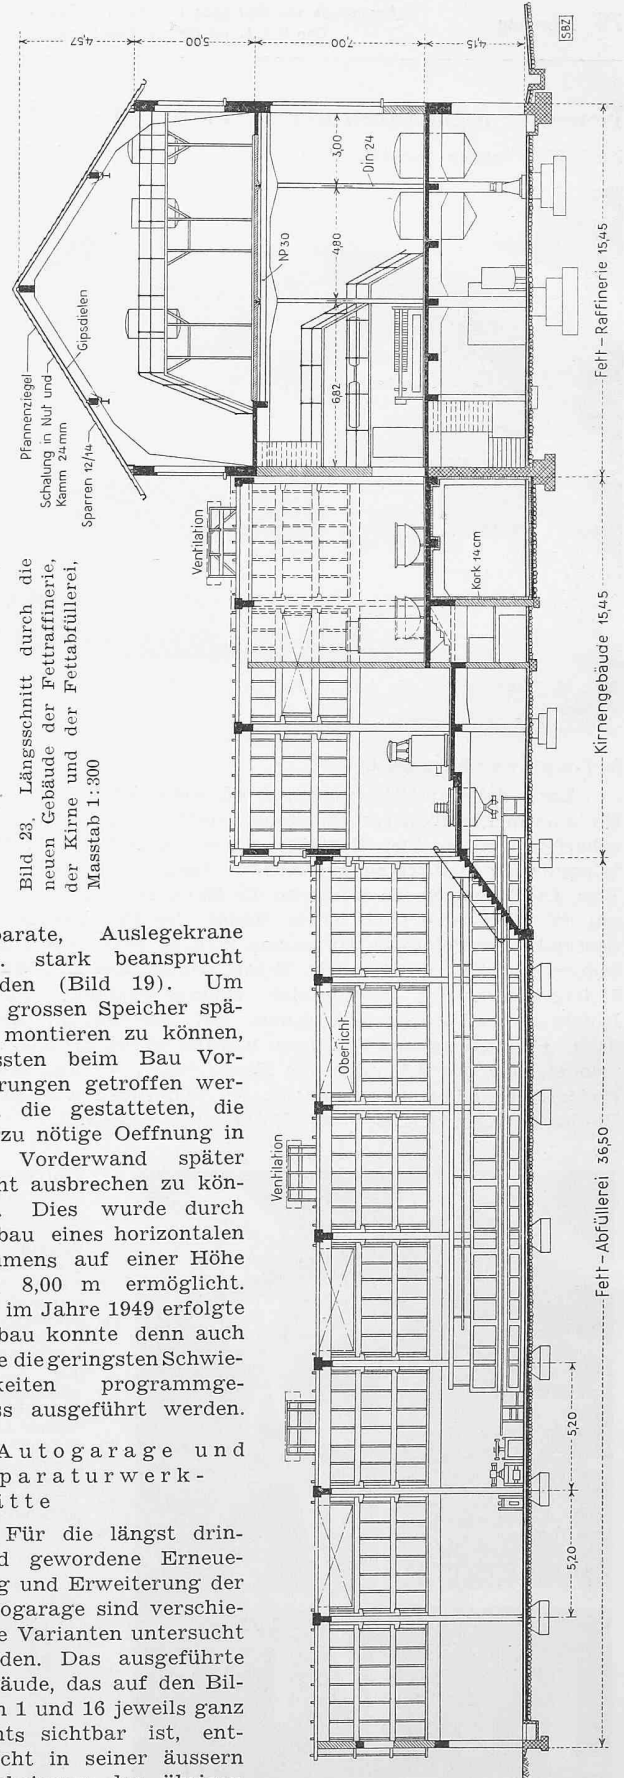 4,57
5,00
7,00
4,15
SBZ
Pfannenziegel
Schalung in Nut und
Kamm 24mm
Sparren 12/14
Gipsdielen
NP 30
3,00
Din 24
4,80
6,82
Fett-Raffinerie 15,45
Ventilation
Kork 14cm
Kirnengebäude 15,45
Bild 23. Längsschnitt durch die
neuen Gebäude der Fettraffinerie,
der Kirne und der Fettabfüllerei,
Masstab 1:300
Oberlicht
Ventilation
Fett-Abfüllerei 36,50
5,20
5,20
parate, Auslegekrane
. stark beansprucht
den (Bild 19). Um
grossen Speicher spä-
montieren zu können,
ssten beim Bau Vor-
rungen getroffen wer-
die gestatteten, die
zu nötige Oeffnung in
Vorderwand später
ht ausbrechen zu kön-
. Dies wurde durch
bau eines horizontalen
mens auf einer Höhe
8,00 m ermöglicht.
im Jahre 1949 erfolgte
bau konnte denn auch
e die geringsten Schwie-
keiten programmge-
ss ausgeführt werden.
Autogarage und
paraturwerk-
itte
Für die längst drin-
d gewordene Erneue-
g und Erweiterung der
ogarage sind verschie-
e Varianten untersucht
den. Das ausgeführte
äude, das auf den Bil-
n 1 und 16 jeweils ganz
nts sichtbar ist, ent-
icht in seiner äussern